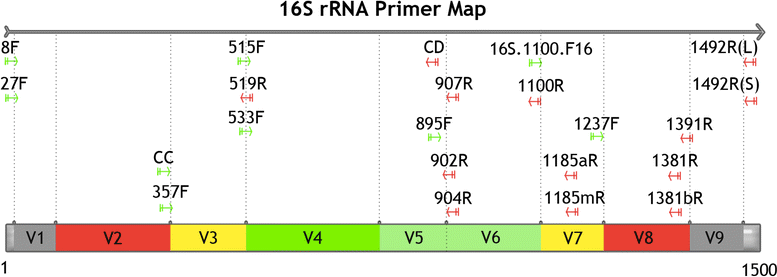 16S rRNA Primer Map
8F 515F CD 16S.1100.F16 1492R(L)
27F 519R 907R 1100R 1492R(S)
533F 895F 1237F 1391R
CC 902R 1185aR 1381R
357F 904R 1185mR 1381bR
V1 V2 V3 V4 V5 V6 V7 V8 V9
1 1500